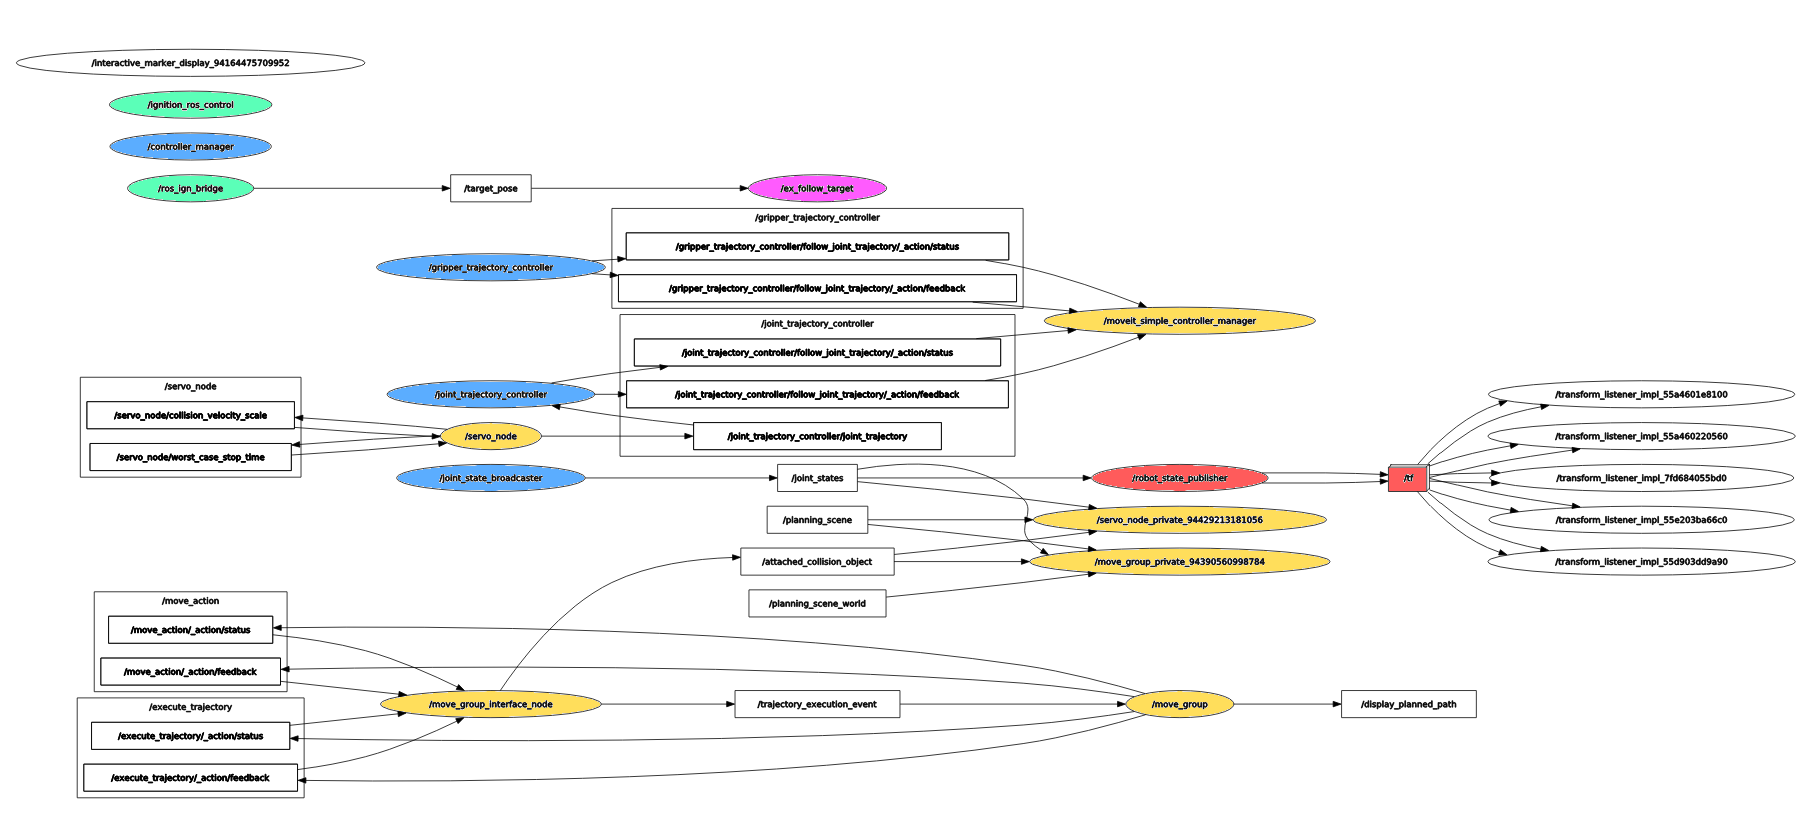 /interactive_marker_display_94164475709952
/ignition_ros_control
/controller_manager
/ros_ign_bridge
/target_pose
/ex_follow_target
/gripper_trajectory_controller
/gripper_trajectory_controller/follow_joint_trajectory/_action/status
/gripper_trajectory_controller
/gripper_trajectory_controller/follow_joint_trajectory/_action/feedback
/moveit_simple_controller_manager
/joint_trajectory_controller
/joint_trajectory_controller/follow_joint_trajectory/_action/status
/servo_node
/joint_trajectory_controller
/joint_trajectory_controller/follow_joint_trajectory/_action/feedback
/transform_listener_impl_55a4601e8100
/servo_node/collision_velocity_scale
/servo_node
/joint_trajectory_controller/joint_trajectory
/transform_listener_impl_55a460220560
/servo_node/worst_case_stop_time
/joint_state_broadcaster
/joint_states
/robot_state_publisher
/tf
/transform_listener_impl_7fd684055bd0
/planning_scene
/servo_node_private_94429213181056
/transform_listener_impl_55e203ba66c0
/attached_collision_object
/move_group_private_94390560998784
/transform_listener_impl_55d903dd9a90
/move_action
/planning_scene_world
/move_action/_action/status
/move_action/_action/feedback
/execute_trajectory
/move_group_interface_node
/trajectory_execution_event
/move_group
/display_planned_path
/execute_trajectory/_action/status
/execute_trajectory/_action/feedback